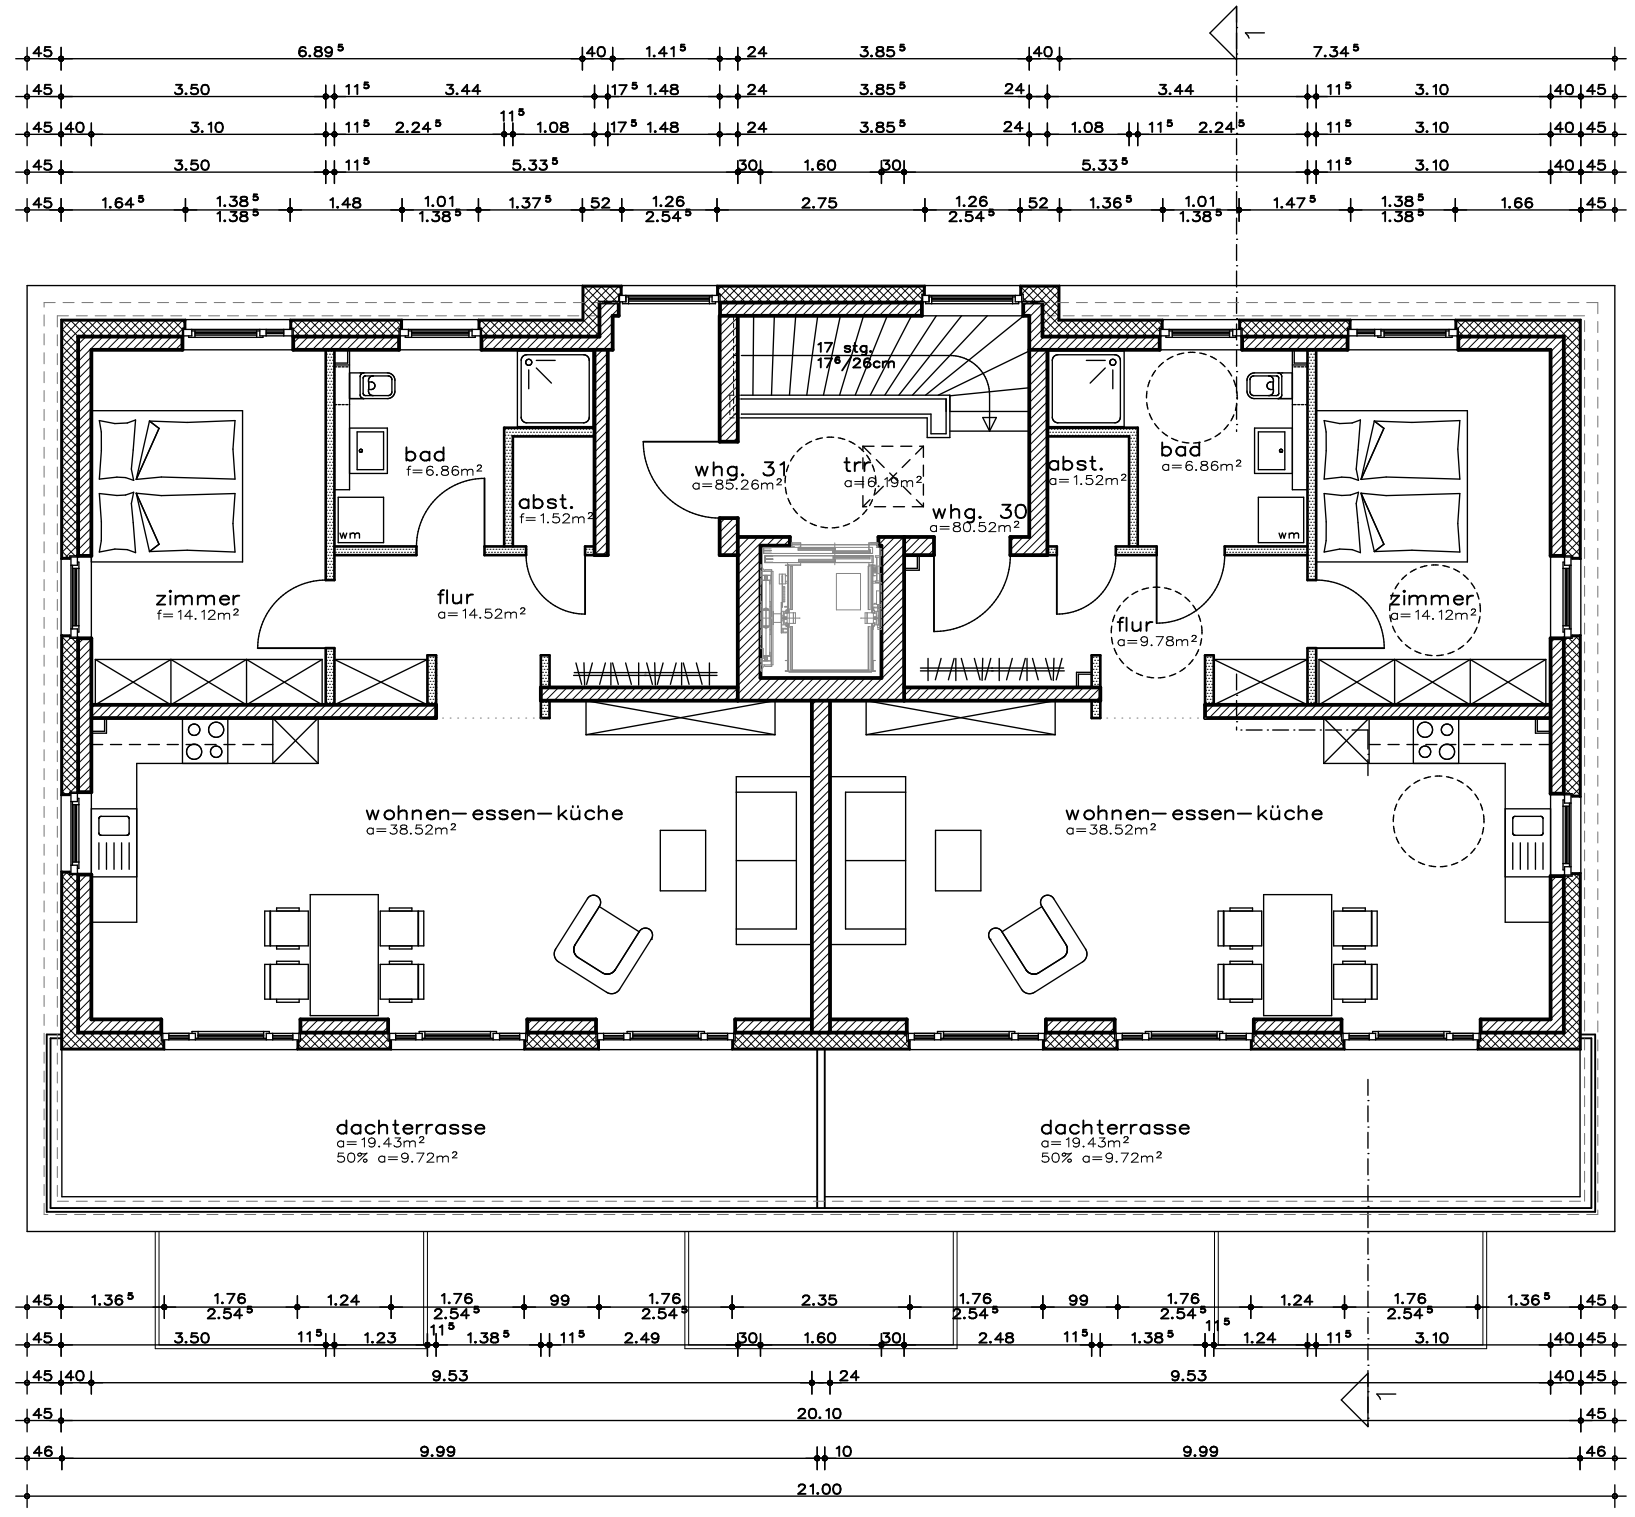 45 6.89⁵ 40 1.41⁵ 24 3.85⁵ 40 7.34⁵
1
45 3.50 11⁵ 3.44 17⁵ 1.48 24 3.85⁵ 24 3.44 11⁵ 3.10 40 45
45 40 3.10 11⁵ 2.24⁵ 11⁵ 1.08 17⁵ 1.48 24 3.85⁵ 24 1.08 11⁵ 2.24⁵ 11⁵ 3.10 40 45
45 3.50 11⁵ 5.33⁵ 30 1.60 30 5.33⁵ 11⁵ 3.10 40 45
45 1.64⁵ 1.38⁵ 1.48 1.01 1.37⁵ 52 1.26 2.75 1.26 52 1.36⁵ 1.01 1.47⁵ 1.38⁵ 1.66 45
1.38⁵ 1.38⁵ 2.54⁵ 2.54⁵ 1.38⁵ 1.38⁵
17 stg.
17⁶/26cm
bad
f=6.86m²
abst.
f=1.52m²
wm
whg. 31
a=85.26m²
trr
a=16.19m²
whg. 30
a=80.52m²
abst.
a=1.52m²
bad
a=6.86m²
wm
zimmer
f=14.12m²
flur
a=14.52m²
flur
a=9.78m²
zimmer
a=14.12m²
wohnen-essen-küche
a=38.52m²
wohnen-essen-küche
a=38.52m²
dachterrasse
a=19.43m²
50% a=9.72m²
dachterrasse
a=19.43m²
50% a=9.72m²
45 1.36⁵ 1.76 1.24 1.76 99 1.76 2.35 1.76 99 1.76 1.24 1.76 1.36⁵ 45
2.54⁵ 2.54⁵ 2.54⁵ 2.54⁵ 2.54⁵ 2.54⁵
45 3.50 11⁵ 1.23 11⁵ 1.38⁵ 11⁵ 2.49 30 1.60 30 2.48 11⁵ 1.38⁵ 11⁵ 1.24 11⁵ 3.10 40 45
45 40 9.53 24 9.53 40 45
1
45 20.10 45
46 9.99 10 9.99 46
21.00